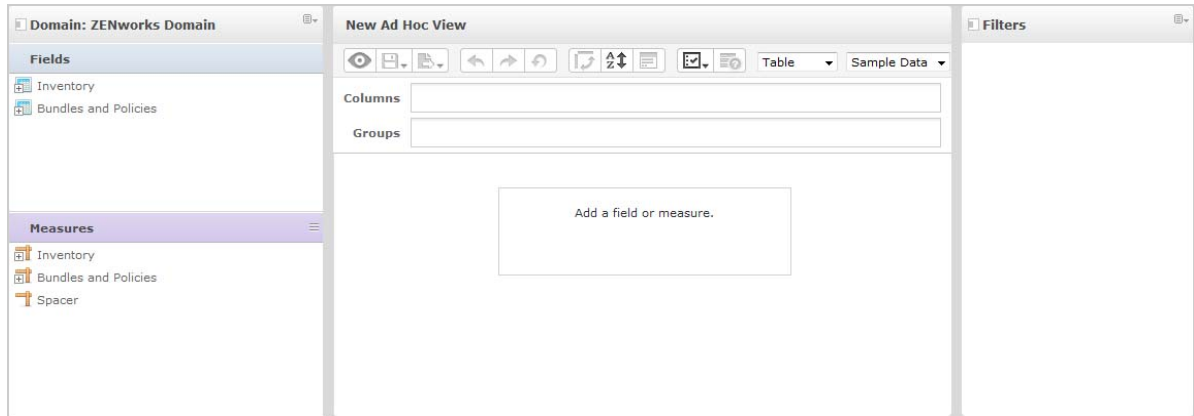 Domain: ZENworks Domain
Fields
Inventory
Bundles and Policies
Measures
Inventory
Bundles and Policies
Spacer
New Ad Hoc View
Table
Sample Data
Columns
Groups
Add a field or measure.
Filters